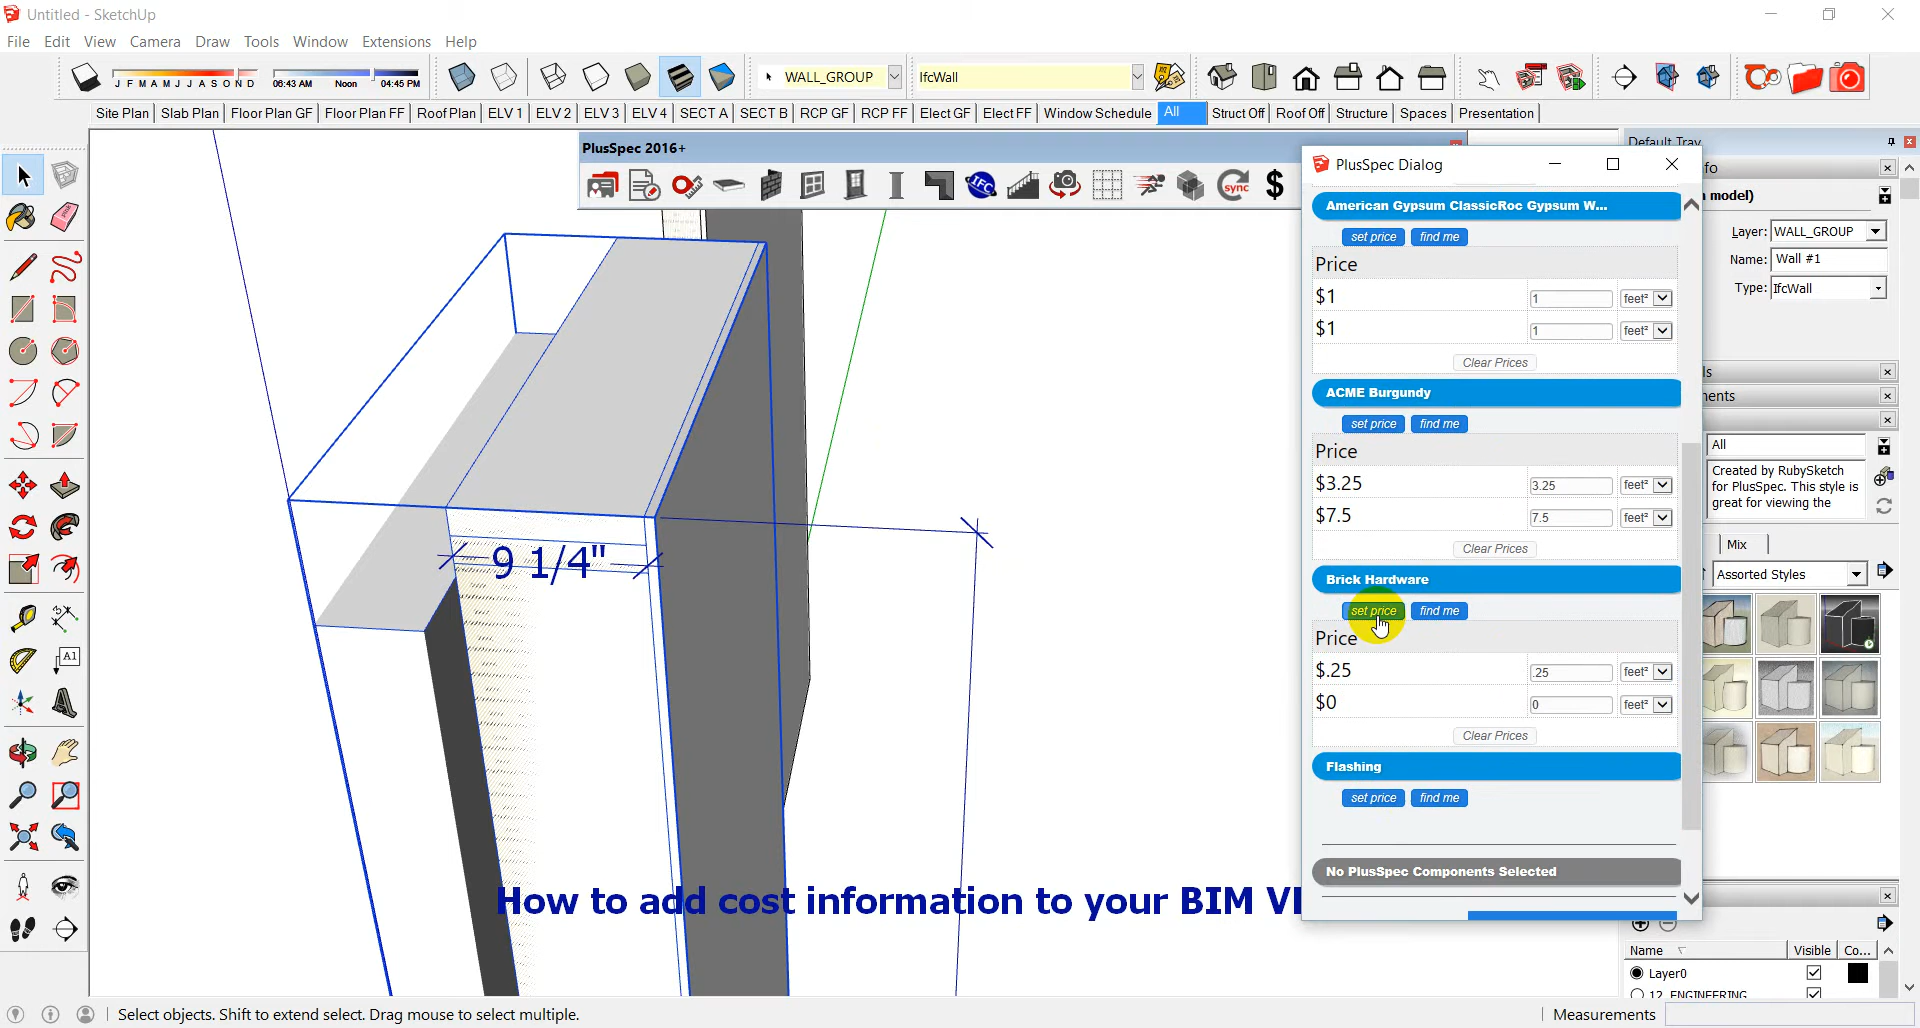 Untitled - SketchUp
File Edit View Camera Draw Tools Window Extensions Help
J F M A M J J A S O N D 06:43 AM Noon 04:45 PM WALL_GROUP IfcWall
Site Plan Slab Plan Floor Plan GF Floor Plan FF Roof Plan ELV 1 ELV 2 ELV 3 ELV 4 SECT A SECT B RCP GF RCP FF Elect GF Elect FF Window Schedule All Struct Off Roof Off Structure Spaces Presentation
PlusSpec 2016+
IFC sync $
PlusSpec Dialog
American Gypsum ClassicRoc Gypsum W...
set price find me
Price
$1 1 feet²
$1 1 feet²
Clear Prices
ACME Burgundy
set price find me
Price
$3.25 3.25 feet²
$7.5 7.5 feet²
Clear Prices
Brick Hardware
set price find me
Price
$.25 .25 feet²
$0 0 feet²
Clear Prices
Flashing
set price find me
No PlusSpec Components Selected
Default Tray
fo
model)
Layer: WALL_GROUP
Name: Wall #1
Type: IfcWall
ls
nents
All
Created by RubySketch
for PlusSpec. This style is
great for viewing the
Mix
Assorted Styles
Name Visible Co...
Layer0
12 ENGINEERING
A1
9 1/4"
How to add cost information to your BIM VI
Select objects. Shift to extend select. Drag mouse to select multiple.
Measurements